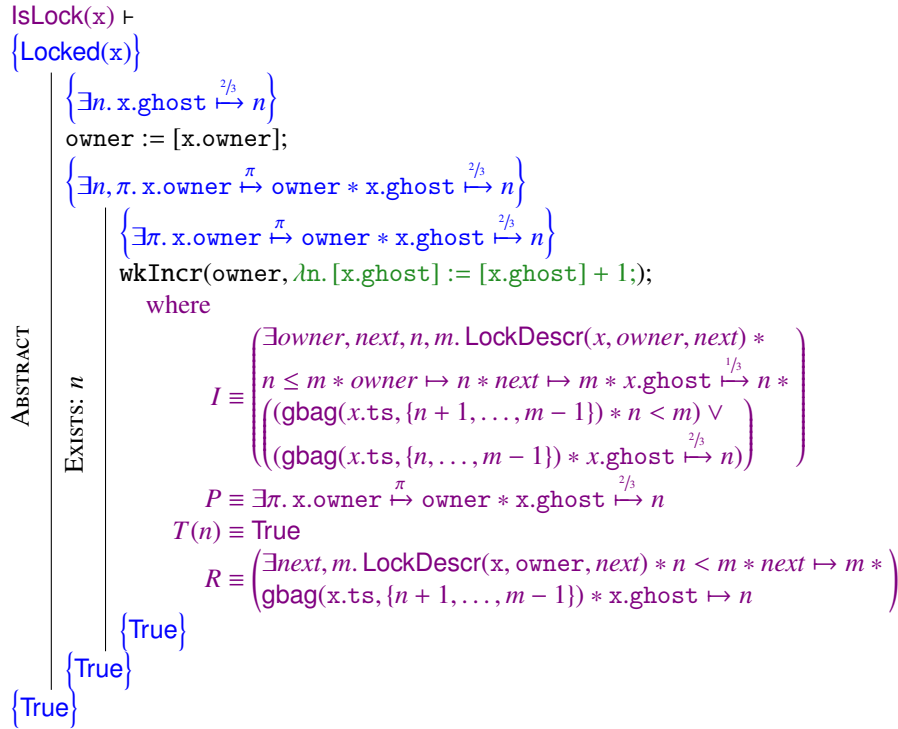 IsLock(x) ⊢
{Locked(x)}
{∃n. x.ghost ↦^{2/3} n}
owner := [x.owner];
{∃n, π. x.owner ↦^{π} owner ∗ x.ghost ↦^{2/3} n}
{∃π. x.owner ↦^{π} owner ∗ x.ghost ↦^{2/3} n}
wkIncr(owner, λn. [x.ghost] := [x.ghost] + 1;);
where
∃owner, next, n, m. LockDescr(x, owner, next) ∗
I ≡ n ≤ m ∗ owner ↦ n ∗ next ↦ m ∗ x.ghost ↦^{1/3} n ∗
((gbag(x.ts, {n + 1, . . . , m − 1}) ∗ n < m) ∨
((gbag(x.ts, {n, . . . , m − 1}) ∗ x.ghost ↦^{2/3} n)
P ≡ ∃π. x.owner ↦^{π} owner ∗ x.ghost ↦^{2/3} n
T(n) ≡ True
R ≡ (∃next, m. LockDescr(x, owner, next) ∗ n < m ∗ next ↦ m ∗
gbag(x.ts, {n + 1, . . . , m − 1}) ∗ x.ghost ↦ n)
{True}
{True}
{True}
Abstract
Exists: n